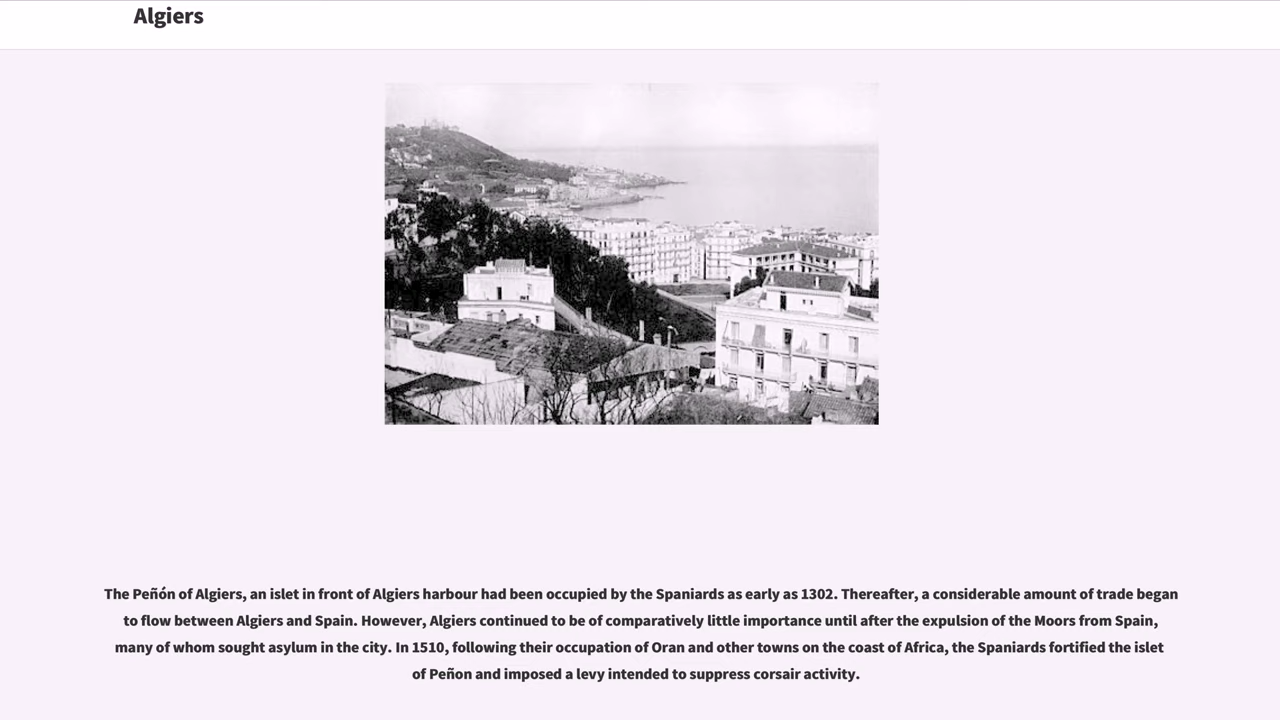 Algiers
The Peñón of Algiers, an islet in front of Algiers harbour had been occupied by the Spaniards as early as 1302. Thereafter, a considerable amount of trade began
to flow between Algiers and Spain. However, Algiers continued to be of comparatively little importance until after the expulsion of the Moors from Spain,
many of whom sought asylum in the city. In 1510, following their occupation of Oran and other towns on the coast of Africa, the Spaniards fortified the islet
of Peñon and imposed a levy intended to suppress corsair activity.